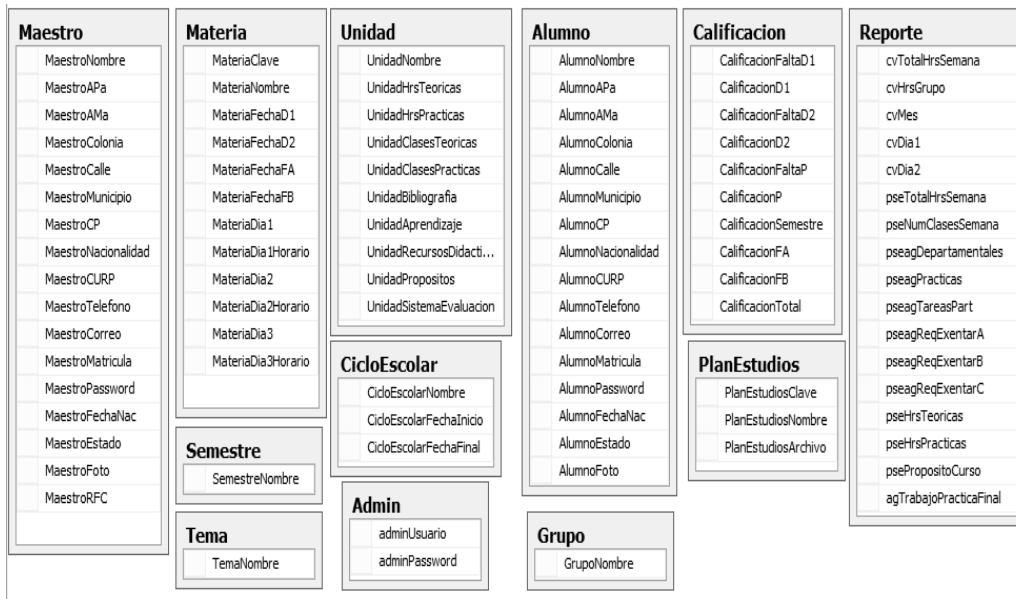 Maestro
MaestroNombre
MaestroAPa
MaestroAMa
MaestroColonia
MaestroCalle
MaestroMunicipio
MaestroCP
MaestroNacionalidad
MaestroCURP
MaestroTelefono
MaestroCorreo
MaestroMatricula
MaestroPassword
MaestroFechaNac
MaestroEstado
MaestroFoto
MaestroRFC
Materia
MateriaClave
MateriaNombre
MateriaFechaD1
MateriaFechaD2
MateriaFechaFA
MateriaFechaFB
MateriaDia1
MateriaDia1Horario
MateriaDia2
MateriaDia2Horario
MateriaDia3
MateriaDia3Horario
Semestre
SemestreNombre
Tema
TemaNombre
Unidad
UnidadNombre
UnidadHrsTeoricas
UnidadHrsPracticas
UnidadClasesTeoricas
UnidadClasesPracticas
UnidadBibliografia
UnidadAprendizaje
UnidadRecursosDidacti...
UnidadPropositos
UnidadSistemaEvaluacion
CicloEscolar
CicloEscolarNombre
CicloEscolarFechaInicio
CicloEscolarFechaFinal
Admin
adminUsuario
adminPassword
Alumno
AlumnoNombre
AlumnoAPa
AlumnoAMa
AlumnoColonia
AlumnoCalle
AlumnoMunicipio
AlumnoCP
AlumnoNacionalidad
AlumnoCURP
AlumnoTelefono
AlumnoCorreo
AlumnoMatricula
AlumnoPassword
AlumnoFechaNac
AlumnoEstado
AlumnoFoto
Grupo
GrupoNombre
Calificacion
CalificacionFaltaD1
CalificacionD1
CalificacionFaltaD2
CalificacionD2
CalificacionFaltaP
CalificacionP
CalificacionSemestre
CalificacionFA
CalificacionFB
CalificacionTotal
PlanEstudios
PlanEstudiosClave
PlanEstudiosNombre
PlanEstudiosArchivo
Reporte
cvTotalHrsSemana
cvHrsGrupo
cvMes
cvDia1
cvDia2
pseTotalHrsSemana
pseNumClasesSemana
pseagDepartamentales
pseagPracticas
pseagTareasPart
pseagReqExentarA
pseagReqExentarB
pseagReqExentarC
pseHrsTeoricas
pseHrsPracticas
psePropositoCurso
agTrabajoPracticaFinal